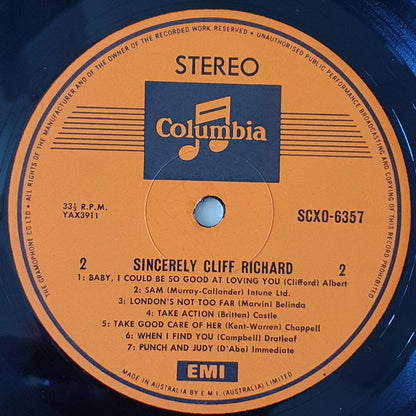 ALL RIGHTS OF THE MANUFACTURER AND OF THE OWNER OF THE RECORDED WORK RESERVED • UNAUTHORISED PUBLIC PERFORMANCE BROADCASTING AND COPYING OF THIS RECORD PROHIBITED
THE GRAMOPHONE CO LTD •
STEREO
Columbia
33⅓ R.P.M.
YAX3911
SCXO-6357
2 SINCERELY CLIFF RICHARD 2
1: BABY, I COULD BE SO GOOD AT LOVING YOU (Clifford) Albert
2: SAM (Murray-Callander) Intune Ltd.
3: LONDON'S NOT TOO FAR (Marvin) Belinda
4: TAKE ACTION (Britten) Castle
5: TAKE GOOD CARE OF HER (Kent-Warren) Chappell
6: WHEN I FIND YOU (Campbell) Dratleaf
7: PUNCH AND JUDY (D'Abo) Immediate
EMI
MADE IN AUSTRALIA BY E M I. (AUSTRALIA) LIMITED